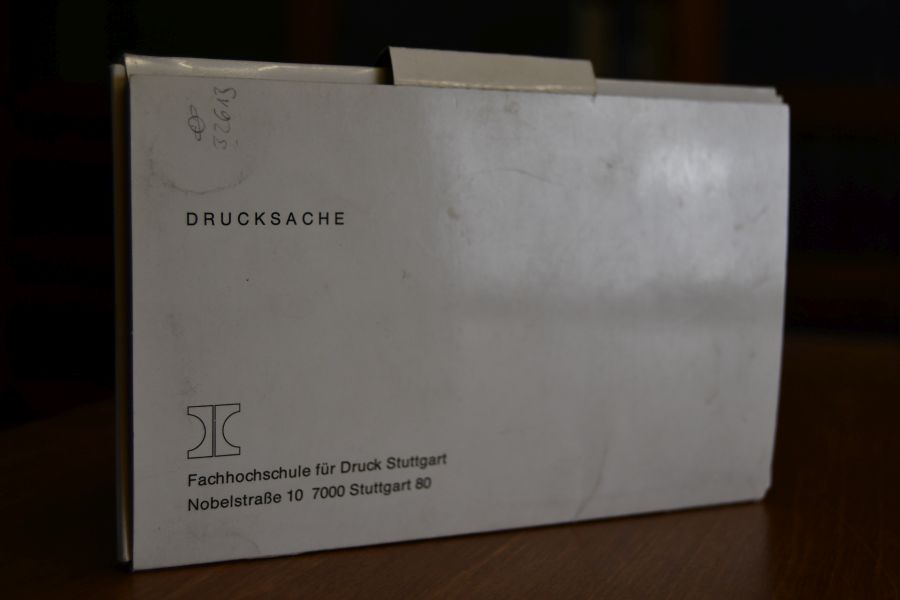 32613
DRUCKSACHE
Fachhochschule für Druck Stuttgart
Nobelstraße 10 7000 Stuttgart 80